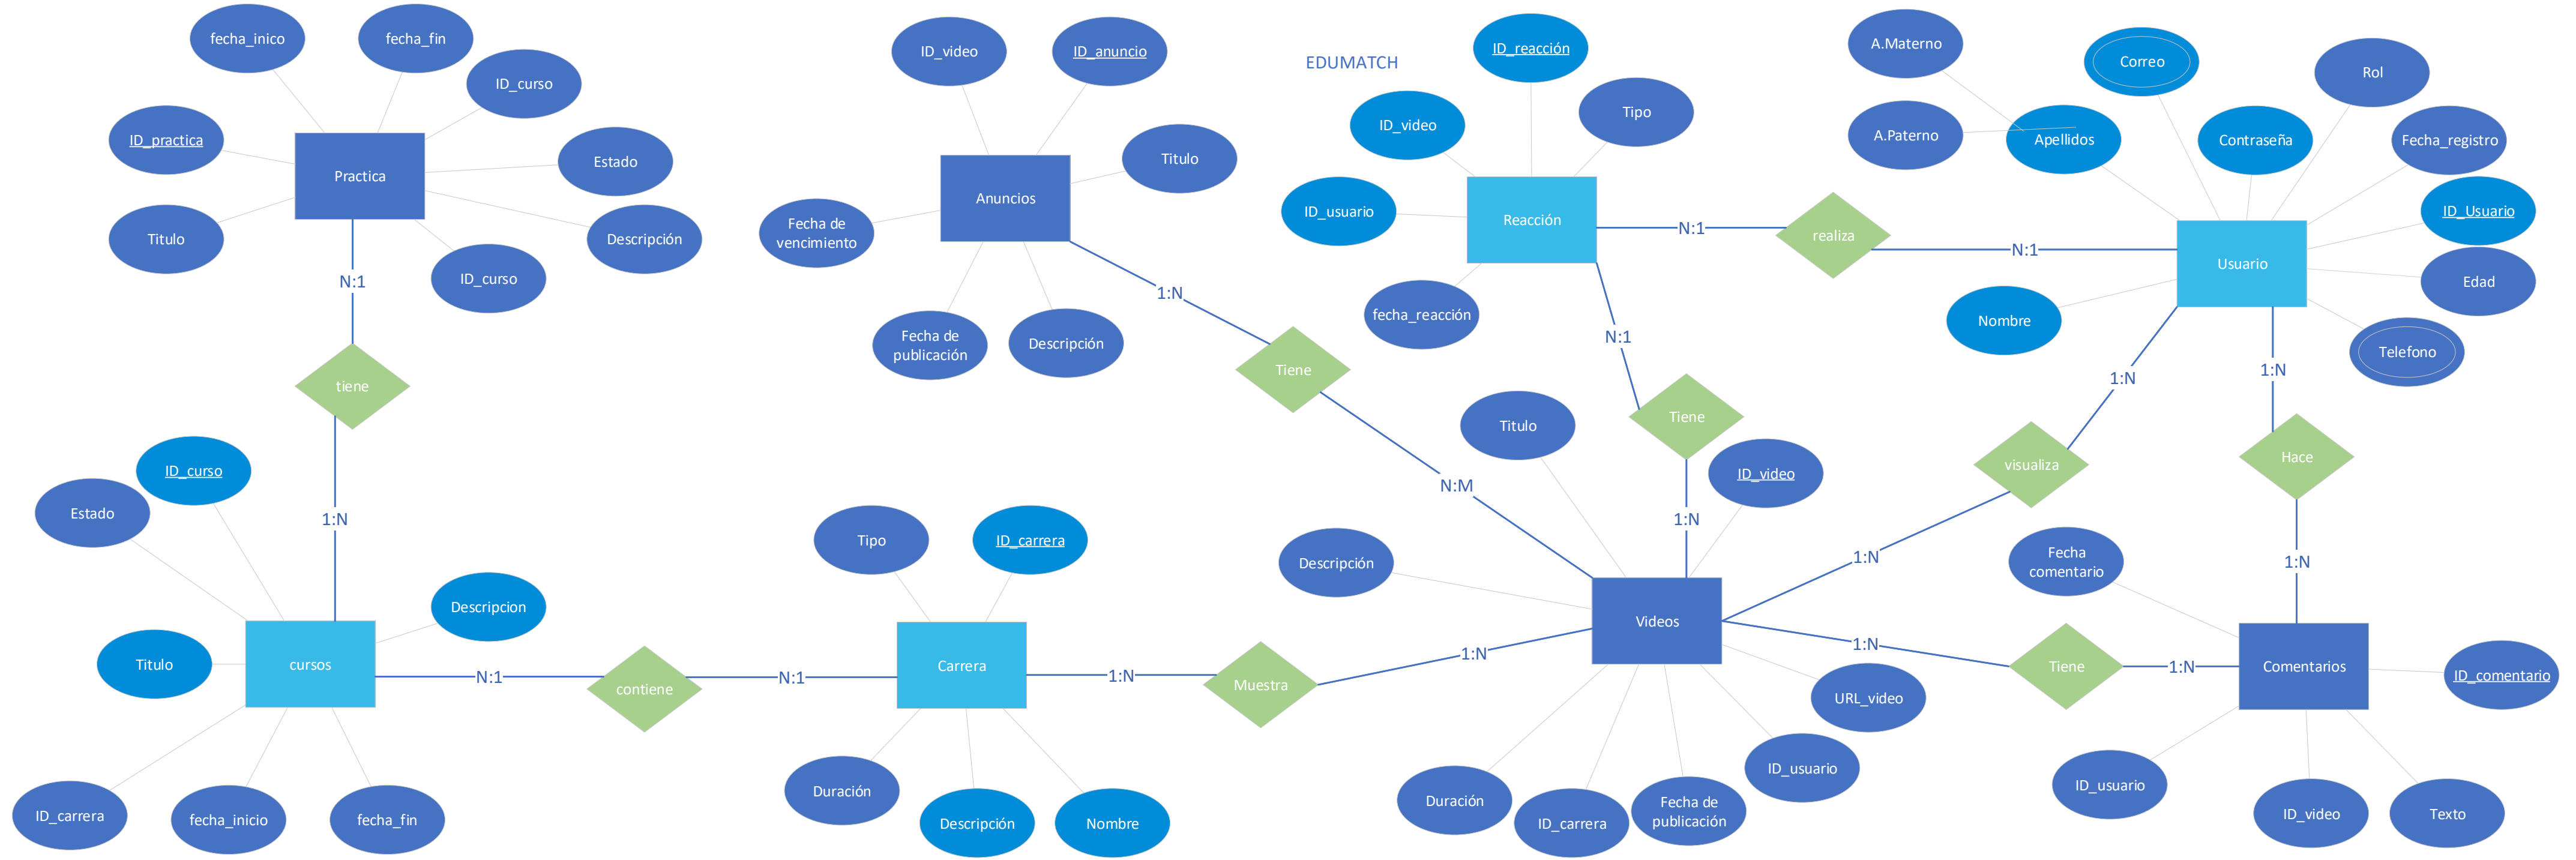 EDUMATCH
fecha_inico
fecha_fin
ID_curso
ID_practica
Estado
Practica
Titulo
Descripción
ID_curso
N:1
tiene
1:N
ID_video
ID_anuncio
Titulo
Anuncios
Fecha de
vencimiento
Fecha de
publicación
Descripción
1:N
Tiene
N:M
ID_reacción
ID_video
Tipo
ID_usuario
Reacción
fecha_reacción
N:1
realiza
N:1
N:1
Tiene
1:N
A.Materno
Correo
Rol
A.Paterno
Apellidos
Contraseña
Fecha_registro
ID_Usuario
Usuario
Edad
Nombre
Telefono
1:N
visualiza
1:N
1:N
Hace
1:N
ID_curso
Estado
Descripcion
Titulo
cursos
ID_carrera
fecha_inicio
fecha_fin
N:1
contiene
N:1
Tipo
ID_carrera
Carrera
Duración
Descripción
Nombre
1:N
Muestra
1:N
Titulo
ID_video
Descripción
Videos
URL_video
ID_usuario
Duración
ID_carrera
Fecha de
publicación
1:N
Tiene
1:N
Fecha
comentario
Comentarios
ID_comentario
ID_usuario
ID_video
Texto